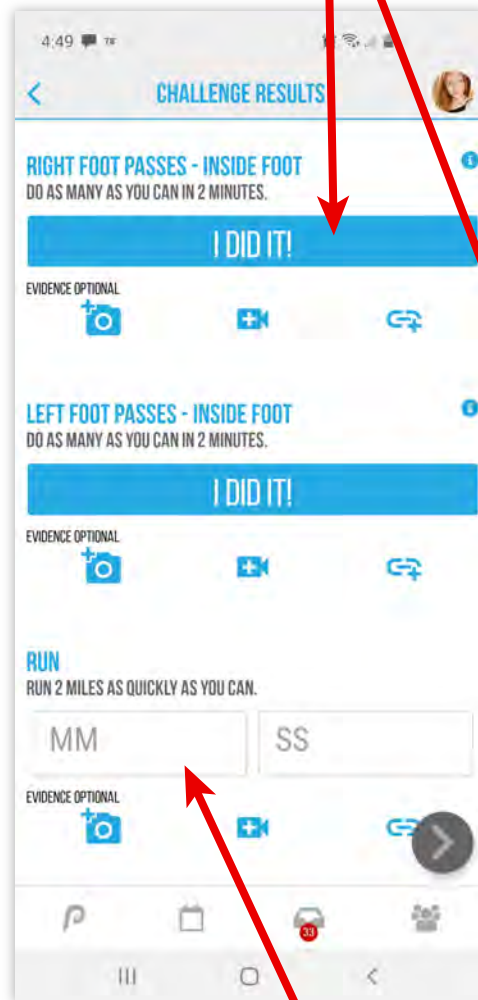 4:49
CHALLENGE RESULTS
RIGHT FOOT PASSES - INSIDE FOOT
DO AS MANY AS YOU CAN IN 2 MINUTES.
I DID IT!
EVIDENCE OPTIONAL
LEFT FOOT PASSES - INSIDE FOOT
DO AS MANY AS YOU CAN IN 2 MINUTES.
I DID IT!
EVIDENCE OPTIONAL
RUN
RUN 2 MILES AS QUICKLY AS YOU CAN.
MM SS
EVIDENCE OPTIONAL
33